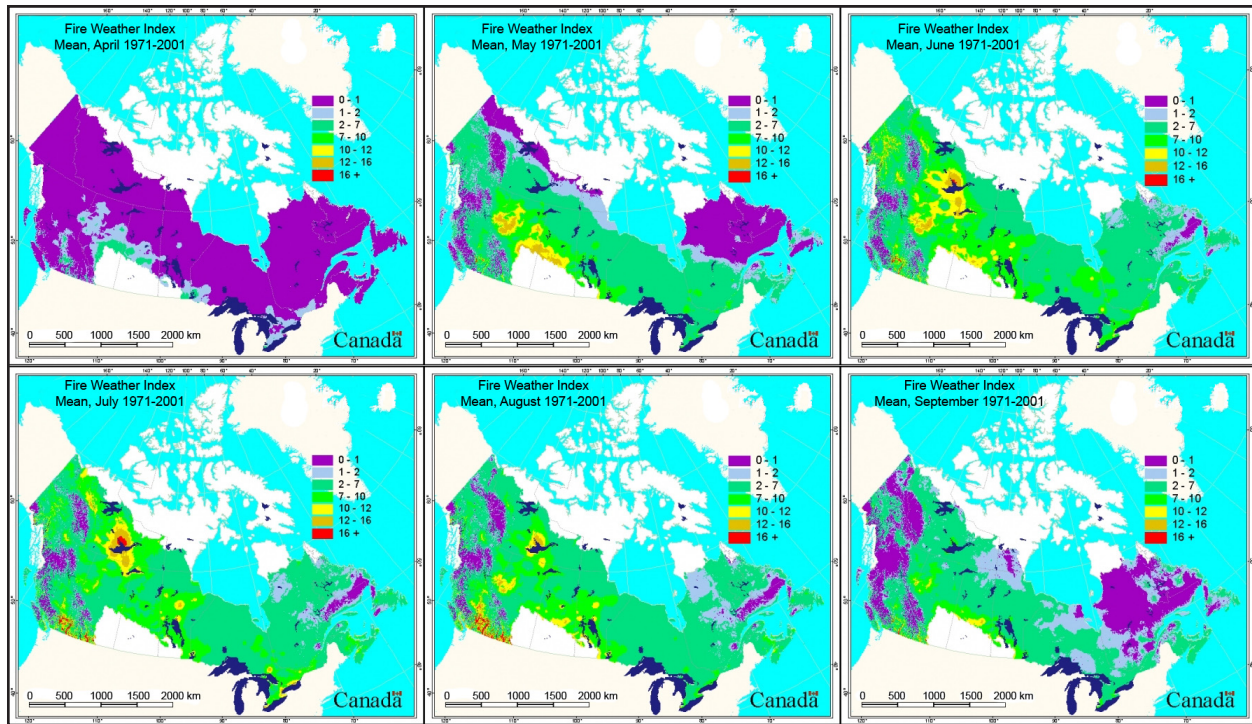 Fire Weather Index
Mean, April 1971-2001
0 - 1
1 - 2
2 - 7
7 - 10
10 - 12
12 - 16
16 +
0 500 1000 1500 2000 km
Canada
Fire Weather Index
Mean, May 1971-2001
0 - 1
1 - 2
2 - 7
7 - 10
10 - 12
12 - 16
16 +
0 500 1000 1500 2000 km
Canada
Fire Weather Index
Mean, June 1971-2001
0 - 1
1 - 2
2 - 7
7 - 10
10 - 12
12 - 16
16 +
0 500 1000 1500 2000 km
Canada
Fire Weather Index
Mean, July 1971-2001
0 - 1
1 - 2
2 - 7
7 - 10
10 - 12
12 - 16
16 +
0 500 1000 1500 2000 km
Canada
Fire Weather Index
Mean, August 1971-2001
0 - 1
1 - 2
2 - 7
7 - 10
10 - 12
12 - 16
16 +
0 500 1000 1500 2000 km
Canada
Fire Weather Index
Mean, September 1971-2001
0 - 1
1 - 2
2 - 7
7 - 10
10 - 12
12 - 16
16 +
0 500 1000 1500 2000 km
Canada